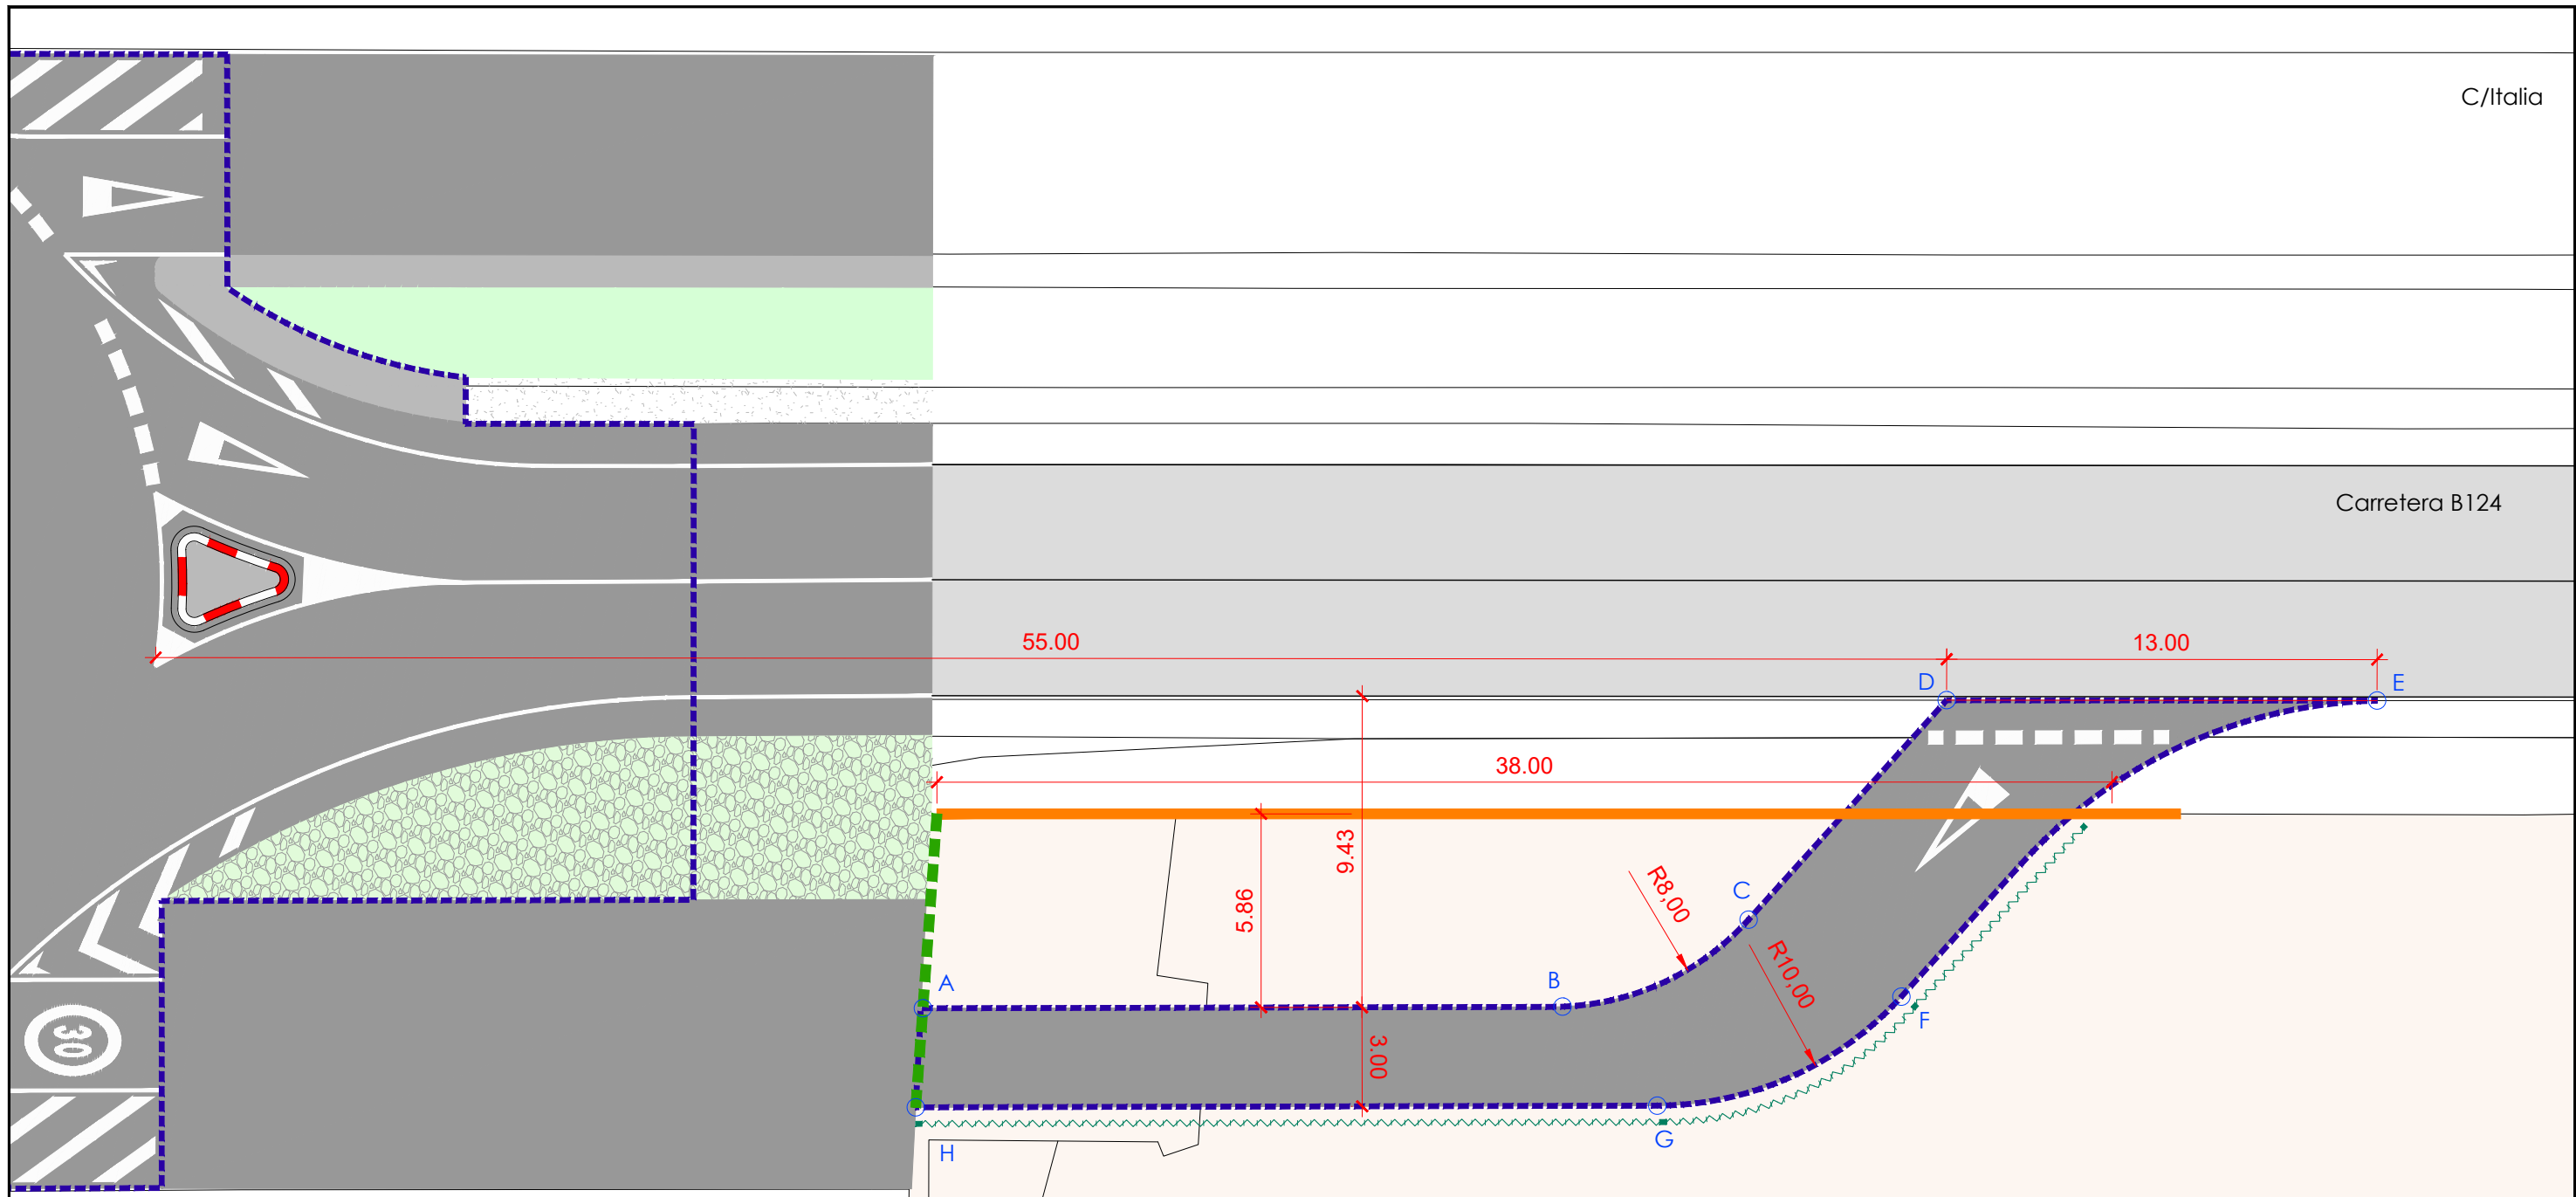 C/Italia
Carretera B124
55.00
13.00
D
E
38.00
9.43
R8,00
C
5.86
R10,00
A
B
F
30
3.00
G
H